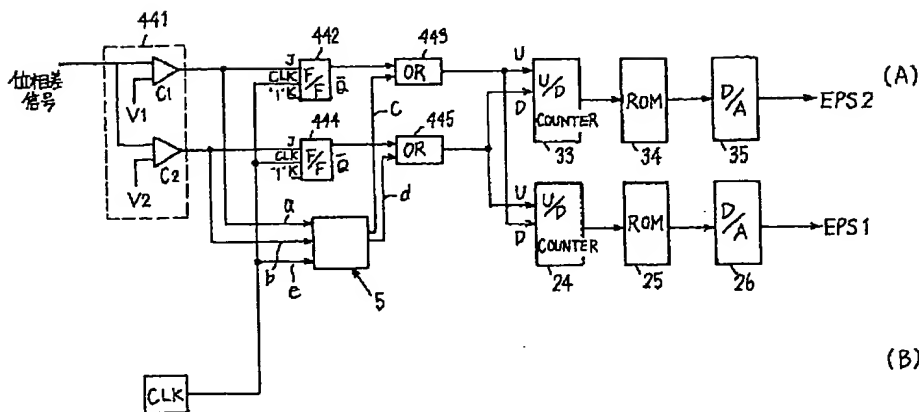 441
位相差
信号
C1
V1
C2
V2
442
J
CLK
"1"K
F/F
Q̄
444
J
CLK
"1"K
F/F
Q̄
443
OR
445
OR
c
d
a
b
e
5
CLK
U
D
U/D
COUNTER
33
ROM
34
D/A
35
EPS2
(A)
U
D
U/D
COUNTER
24
ROM
25
D/A
26
EPS1
(B)